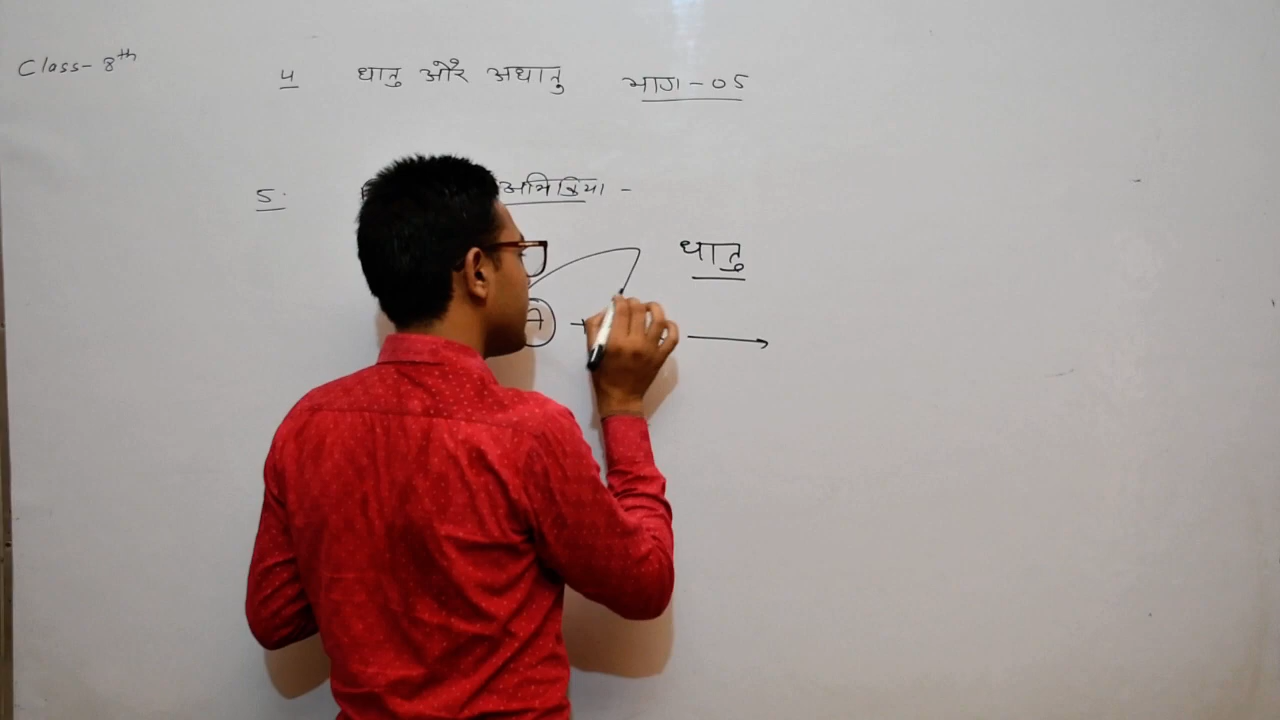 Class- 8th
4 धातु और अधातु भाग - 05
5. अभिक्रिया -
धातु
A +